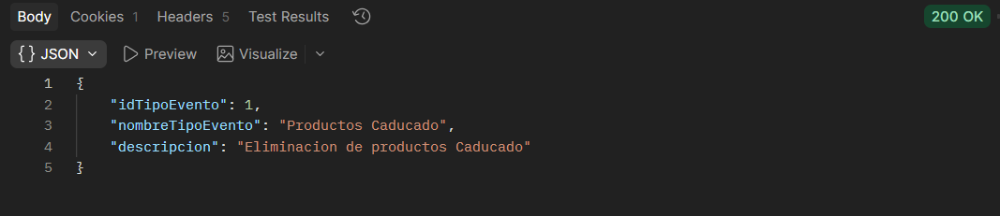 Body Cookies 1 Headers 5 Test Results 200 OK
{} JSON Preview Visualize
1 {
2 "idTipoEvento": 1,
3 "nombreTipoEvento": "Productos Caducado",
4 "descripcion": "Eliminacion de productos Caducado"
5 }